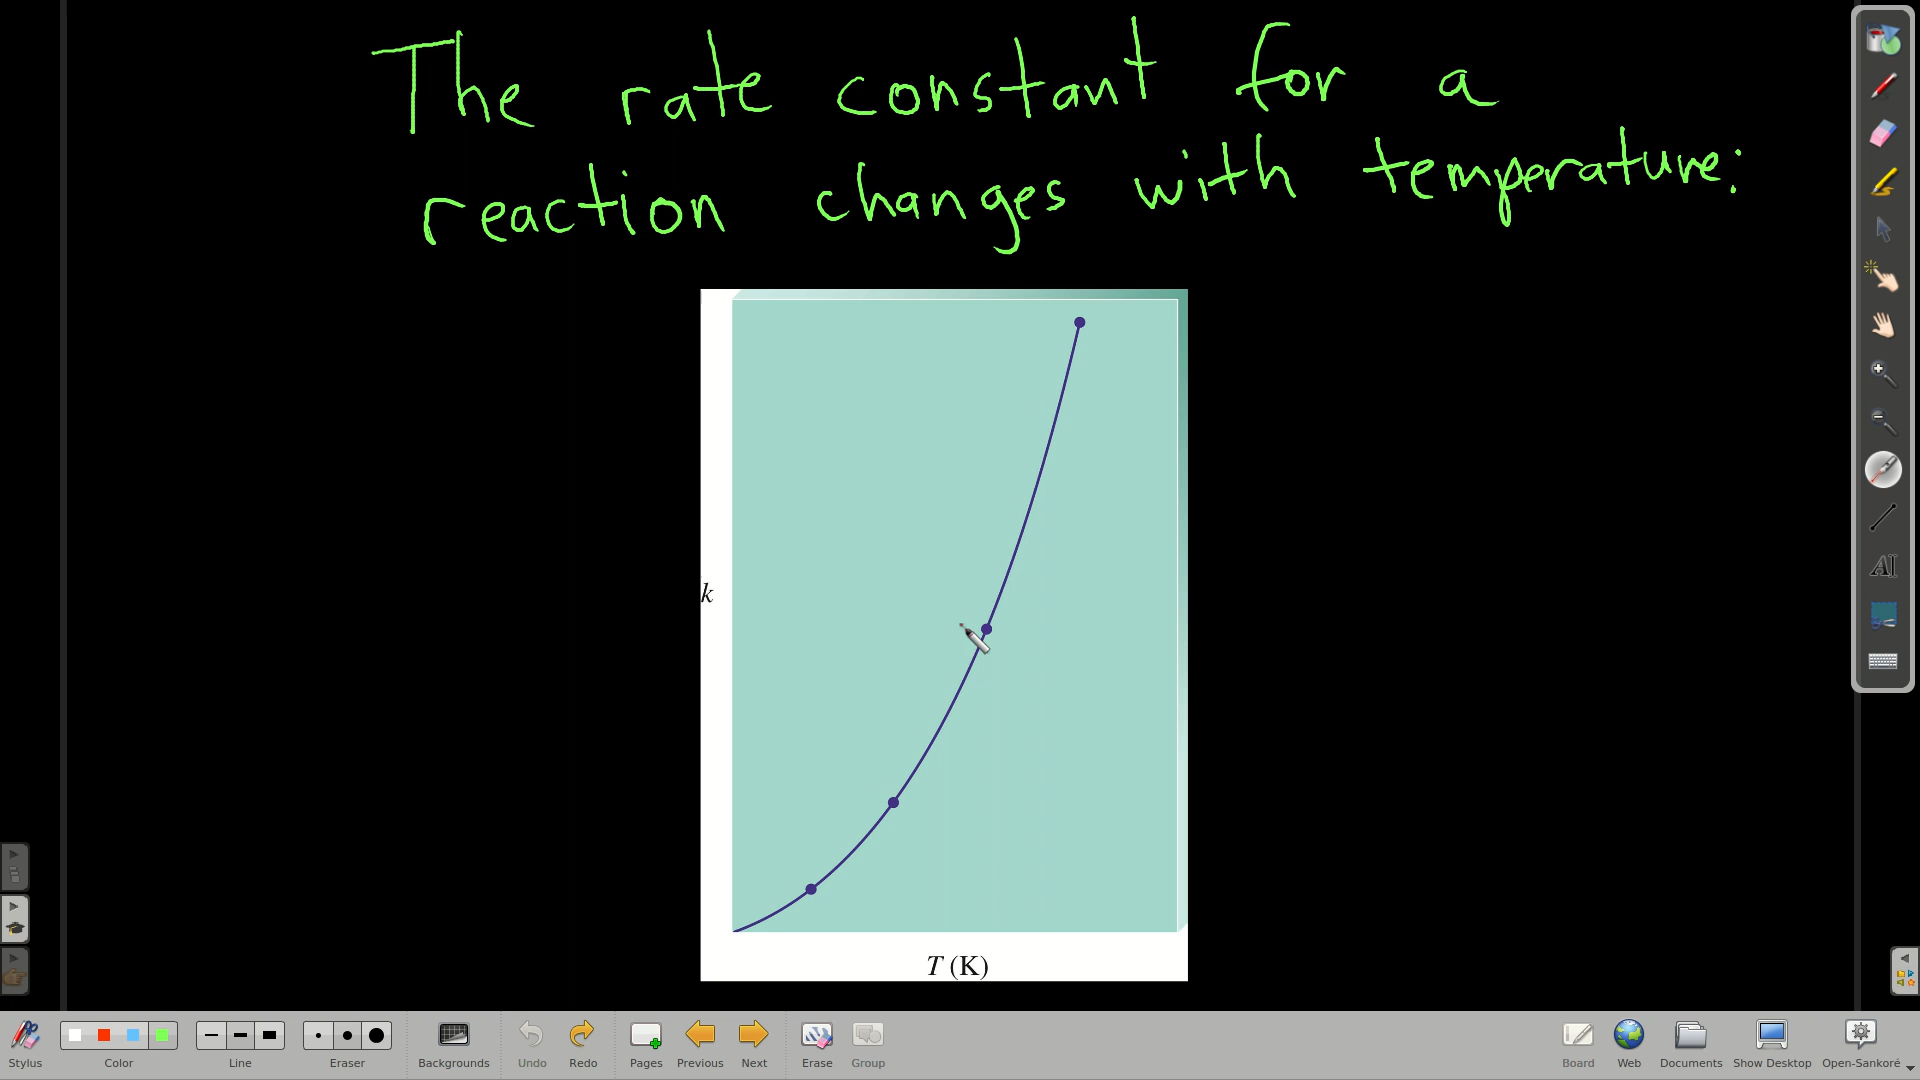 The rate constant for a
reaction changes with temperature:
k
T (K)
AI
Stylus
Color
Line
Eraser
Backgrounds
Undo
Redo
Pages
Previous
Next
Erase
Group
Board
Web
Documents
Show Desktop
Open-Sankoré